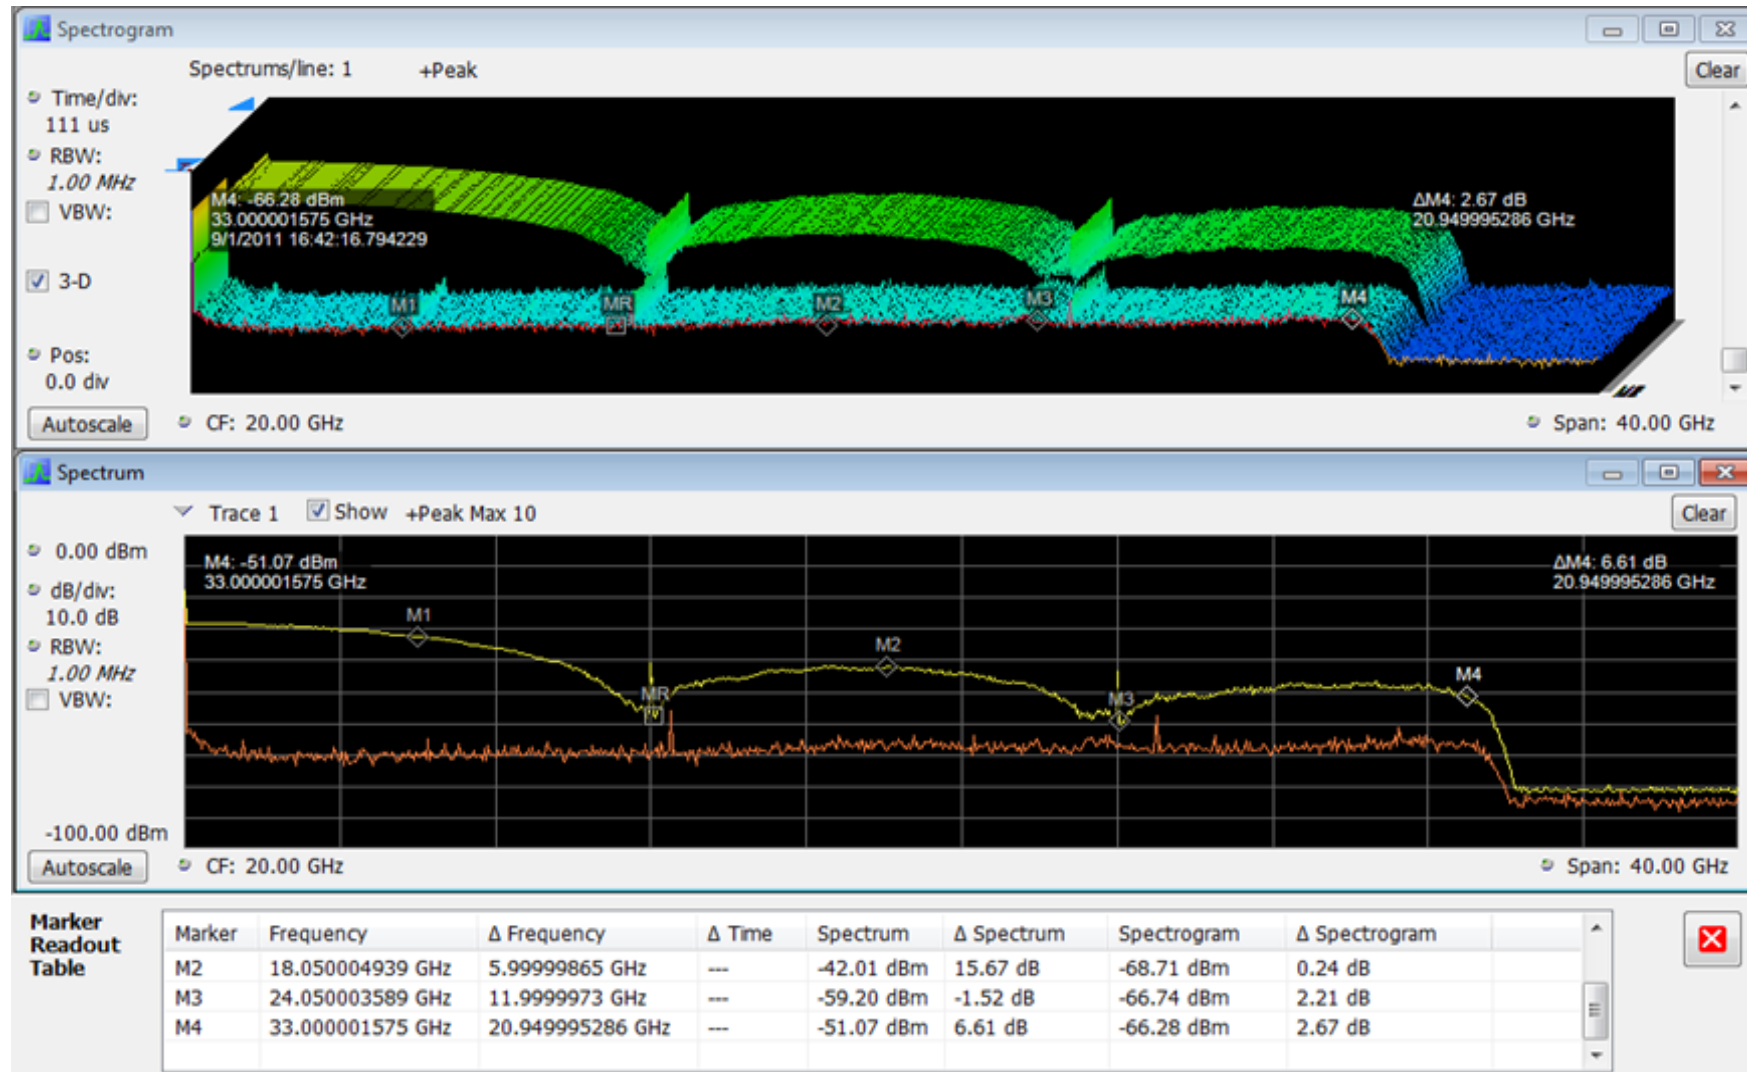 Spectrogram
Spectrums/line: 1 +Peak
Clear
Time/div:
111 us
RBW:
1.00 MHz
VBW:
3-D
Pos:
0.0 div
Autoscale
M4: -66.28 dBm
33.000001575 GHz
9/1/2011 16:42:16.794229
ΔM4: 2.67 dB
20.949995286 GHz
M1 MR M2 M3 M4
CF: 20.00 GHz
Span: 40.00 GHz
Spectrum
Trace 1 Show +Peak Max 10
Clear
0.00 dBm
dB/div:
10.0 dB
RBW:
1.00 MHz
VBW:
-100.00 dBm
Autoscale
M4: -51.07 dBm
33.000001575 GHz
ΔM4: 6.61 dB
20.949995286 GHz
M1
M2
M4
MR
M3
CF: 20.00 GHz
Span: 40.00 GHz
Marker
Readout
Table
Marker Frequency Δ Frequency Δ Time Spectrum Δ Spectrum Spectrogram Δ Spectrogram
M2 18.050004939 GHz 5.99999865 GHz --- -42.01 dBm 15.67 dB -68.71 dBm 0.24 dB
M3 24.050003589 GHz 11.9999973 GHz --- -59.20 dBm -1.52 dB -66.74 dBm 2.21 dB
M4 33.000001575 GHz 20.949995286 GHz --- -51.07 dBm 6.61 dB -66.28 dBm 2.67 dB